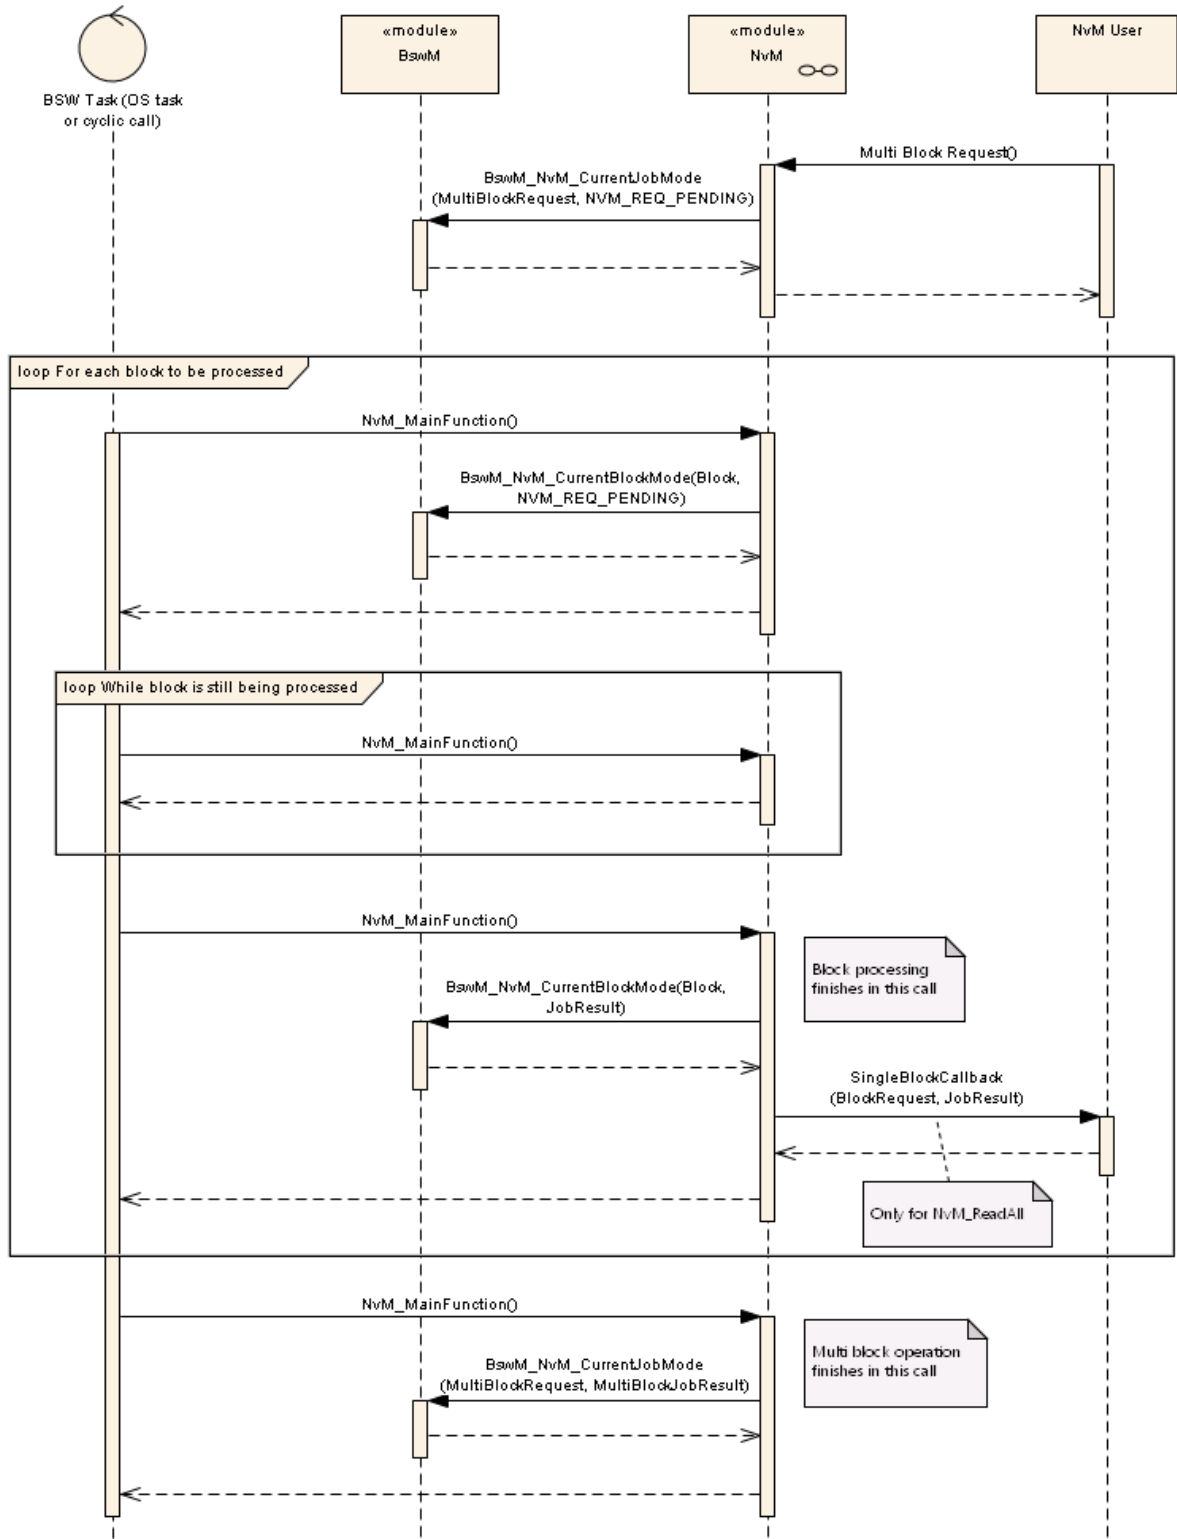 «module»
BswM
«module»
NvM
NvM User
BSW Task (OS task
or cyclic call)
Multi Block Request()
BswM_NvM_CurrentJobMode
(MultiBlockRequest, NVM_REQ_PENDING)
loop For each block to be processed
NvM_MainFunction()
BswM_NvM_CurrentBlockMode(Block,
NVM_REQ_PENDING)
loop While block is still being processed
NvM_MainFunction()
NvM_MainFunction()
Block processing
finishes in this call
BswM_NvM_CurrentBlockMode(Block,
JobResult)
SingleBlockCallback
(BlockRequest, JobResult)
Only for NvM_ReadAll
NvM_MainFunction()
Multi block operation
finishes in this call
BswM_NvM_CurrentJobMode
(MultiBlockRequest, MultiBlockJobResult)